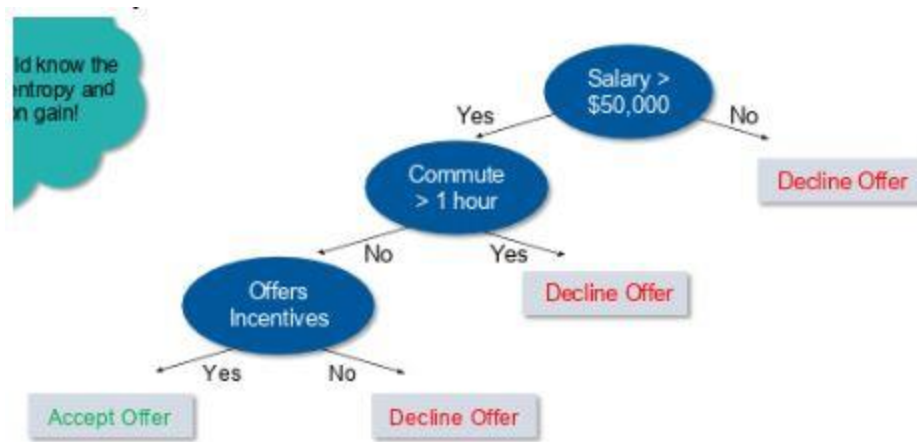 ld know the
entropy and
on gain!
Salary >
$50,000
Yes
No
Commute
> 1 hour
Decline Offer
No
Yes
Offers
Incentives
Decline Offer
Yes
No
Accept Offer
Decline Offer